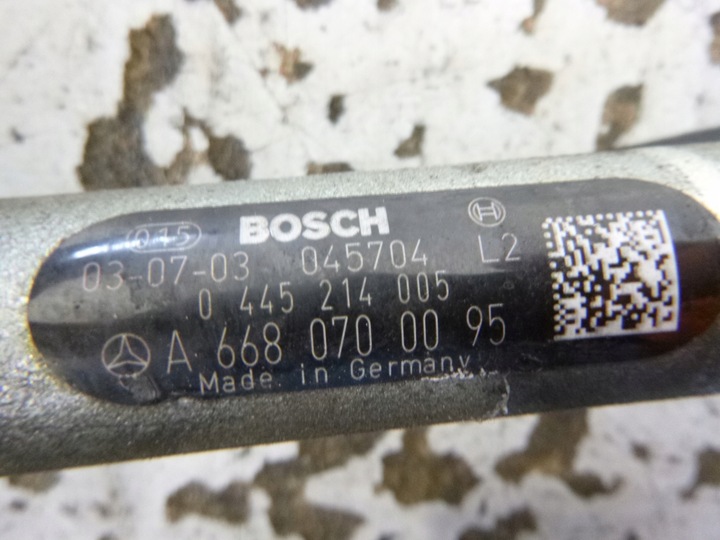 015 BOSCH
03-07-03 045704 L2
0 445 214 005
A 668 070 00 95
Made in Germany